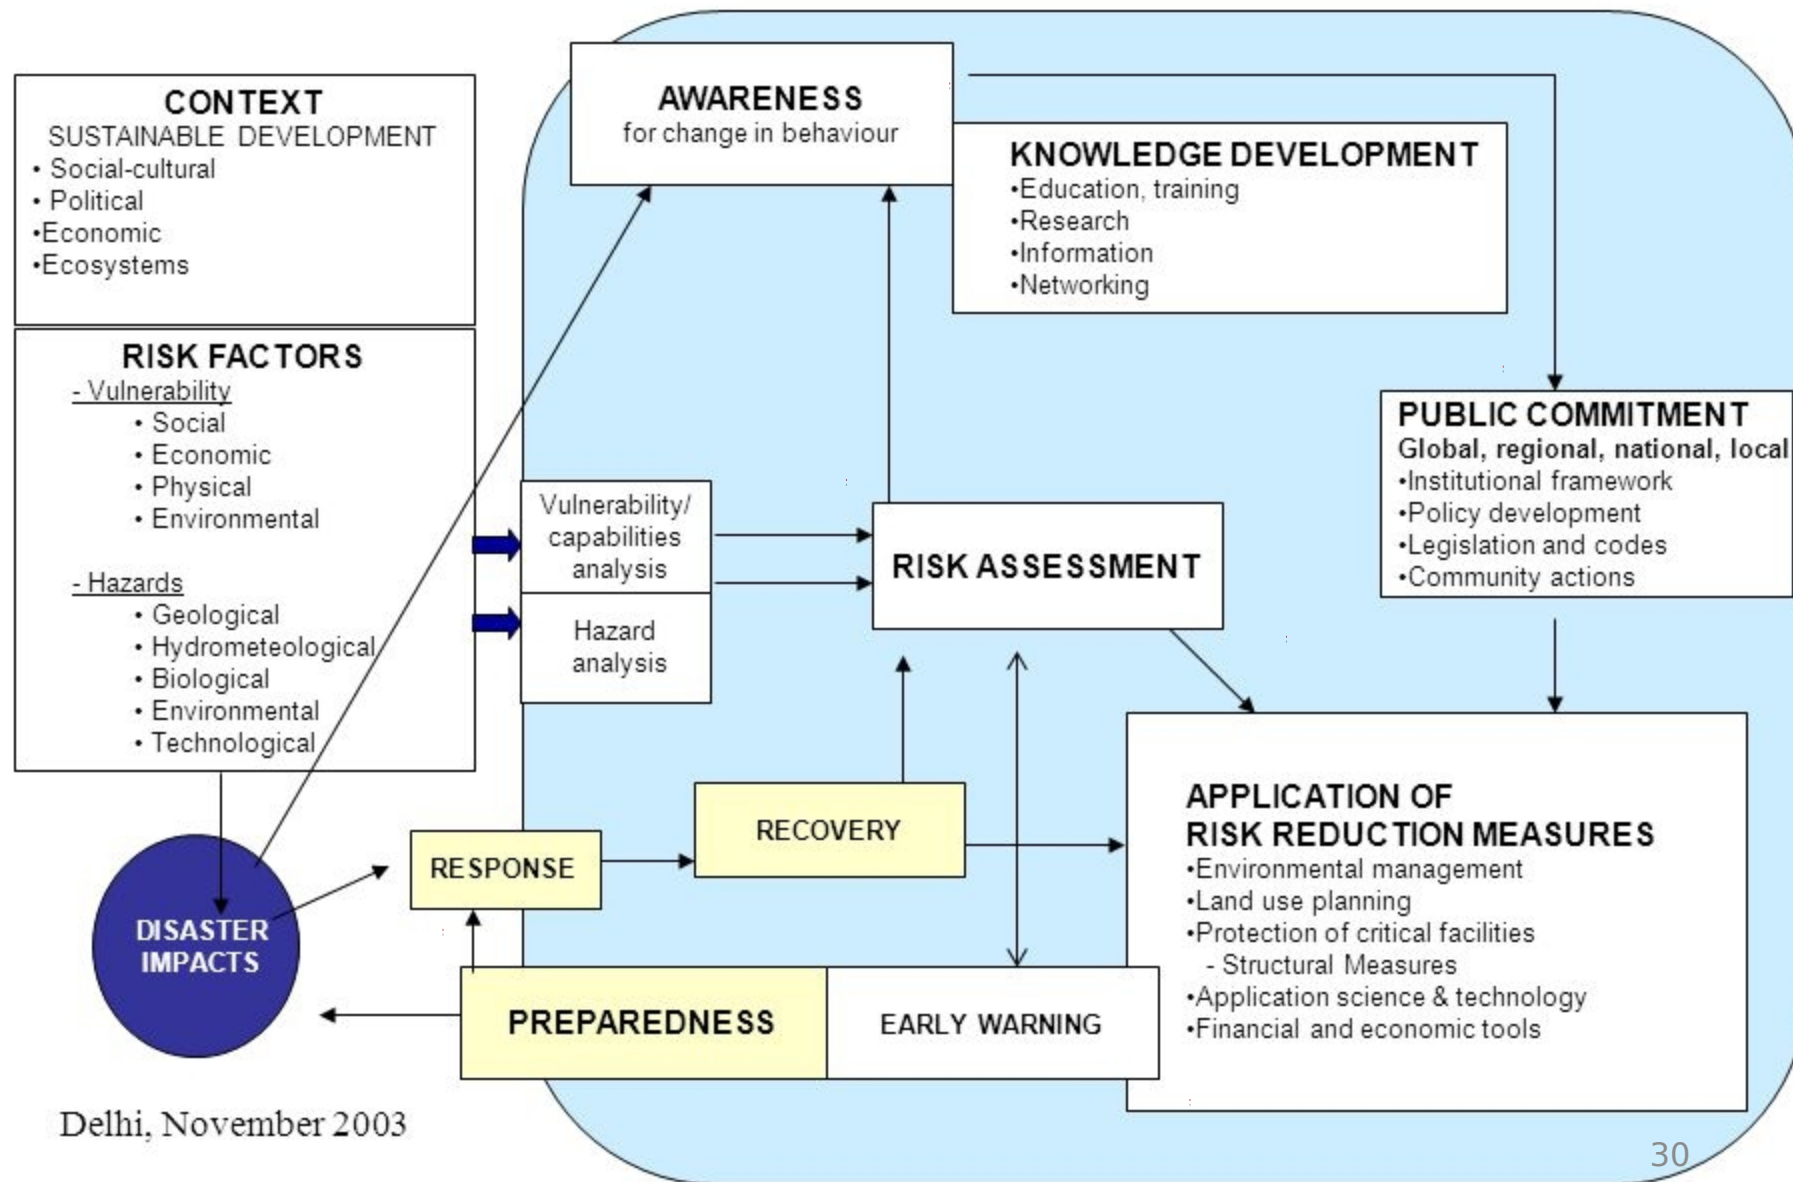 CONTEXT
SUSTAINABLE DEVELOPMENT
• Social-cultural
• Political
•Economic
•Ecosystems
RISK FACTORS
- Vulnerability
• Social
• Economic
• Physical
• Environmental
- Hazards
• Geological
• Hydrometeological
• Biological
• Environmental
• Technological
DISASTER
IMPACTS
AWARENESS
for change in behaviour
KNOWLEDGE DEVELOPMENT
•Education, training
•Research
•Information
•Networking
PUBLIC COMMITMENT
Global, regional, national, local
•Institutional framework
•Policy development
•Legislation and codes
•Community actions
Vulnerability/
capabilities
analysis
Hazard
analysis
RISK ASSESSMENT
RECOVERY
RESPONSE
PREPAREDNESS
EARLY WARNING
APPLICATION OF
RISK REDUCTION MEASURES
•Environmental management
•Land use planning
•Protection of critical facilities
- Structural Measures
•Application science & technology
•Financial and economic tools
Delhi, November 2003
30